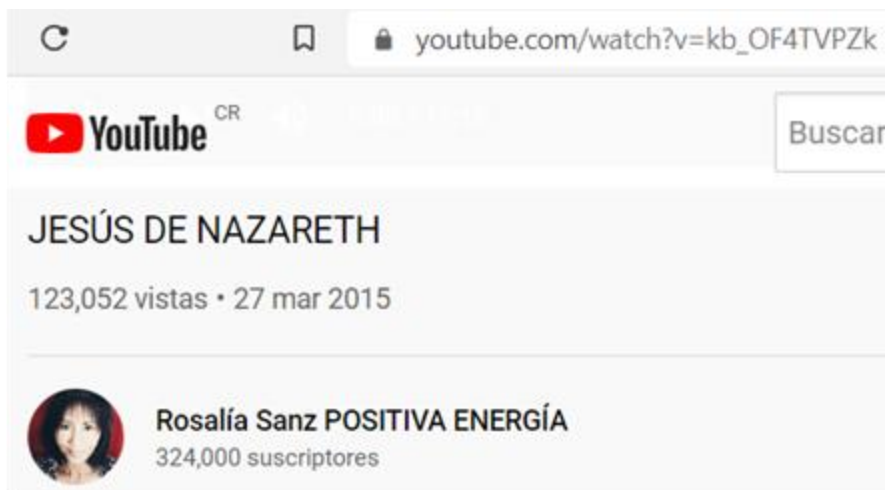 youtube.com/watch?v=kb_OF4TVPZk
YouTube CR
Buscar
JESÚS DE NAZARETH
123,052 vistas • 27 mar 2015
Rosalía Sanz POSITIVA ENERGÍA
324,000 suscriptores